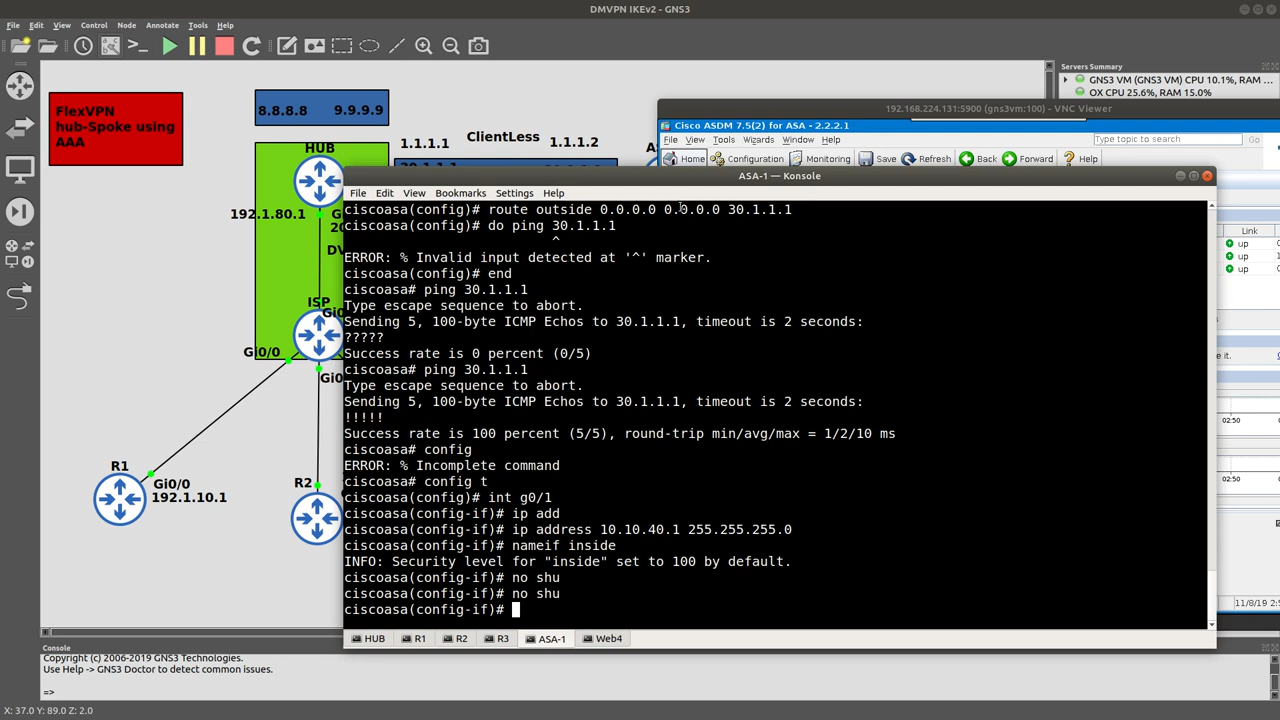 DMVPN IKEv2 - GNS3
File Edit View Control Node Annotate Tools Help
FlexVPN
hub-Spoke using
AAA
8.8.8.8 9.9.9.9
HUB
192.1.80.1
ISP
Gi0/0
R1
Gi0/0
192.1.10.1
R2
1.1.1.1
ClientLess
1.1.1.2
Servers Summary
GNS3 VM (GNS3 VM) CPU 10.1%, RAM ...
OX CPU 25.6%, RAM 15.0%
192.168.224.131:5900 (gns3vm:100) - VNC Viewer
Cisco ASDM 7.5(2) for ASA - 2.2.2.1
File View Tools Wizards Window Help
Type topic to search
Go
Home Configuration Monitoring Save Refresh Back Forward Help
Link
up
up
up
02:50
02:50
ASA-1 — Konsole
File Edit View Bookmarks Settings Help
ciscoasa(config)# route outside 0.0.0.0 0.0.0.0 30.1.1.1
ciscoasa(config)# do ping 30.1.1.1
^
ERROR: % Invalid input detected at '^' marker.
ciscoasa(config)# end
ciscoasa# ping 30.1.1.1
Type escape sequence to abort.
Sending 5, 100-byte ICMP Echos to 30.1.1.1, timeout is 2 seconds:
?????
Success rate is 0 percent (0/5)
ciscoasa# ping 30.1.1.1
Type escape sequence to abort.
Sending 5, 100-byte ICMP Echos to 30.1.1.1, timeout is 2 seconds:
!!!!!
Success rate is 100 percent (5/5), round-trip min/avg/max = 1/2/10 ms
ciscoasa# config
ERROR: % Incomplete command
ciscoasa# config t
ciscoasa(config)# int g0/1
ciscoasa(config-if)# ip add
ciscoasa(config-if)# ip address 10.10.40.1 255.255.255.0
ciscoasa(config-if)# nameif inside
INFO: Security level for "inside" set to 100 by default.
ciscoasa(config-if)# no shu
ciscoasa(config-if)# no shu
ciscoasa(config-if)#
HUB R1 R2 R3 ASA-1 Web4
Console
Copyright (c) 2006-2019 GNS3 Technologies.
Use Help -> GNS3 Doctor to detect common issues.
=>
X: 37.0 Y: 89.0 Z: 2.0